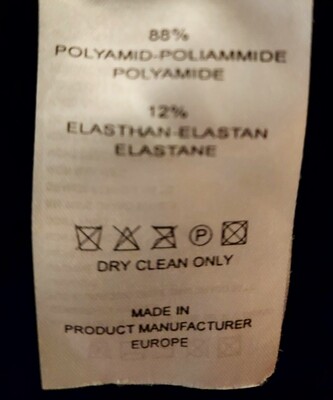 88%
POLYAMID-POLIAMMIDE
POLYAMIDE
12%
ELASTHAN-ELASTAN
ELASTANE
P
DRY CLEAN ONLY
MADE IN
PRODUCT MANUFACTURER
EUROPE